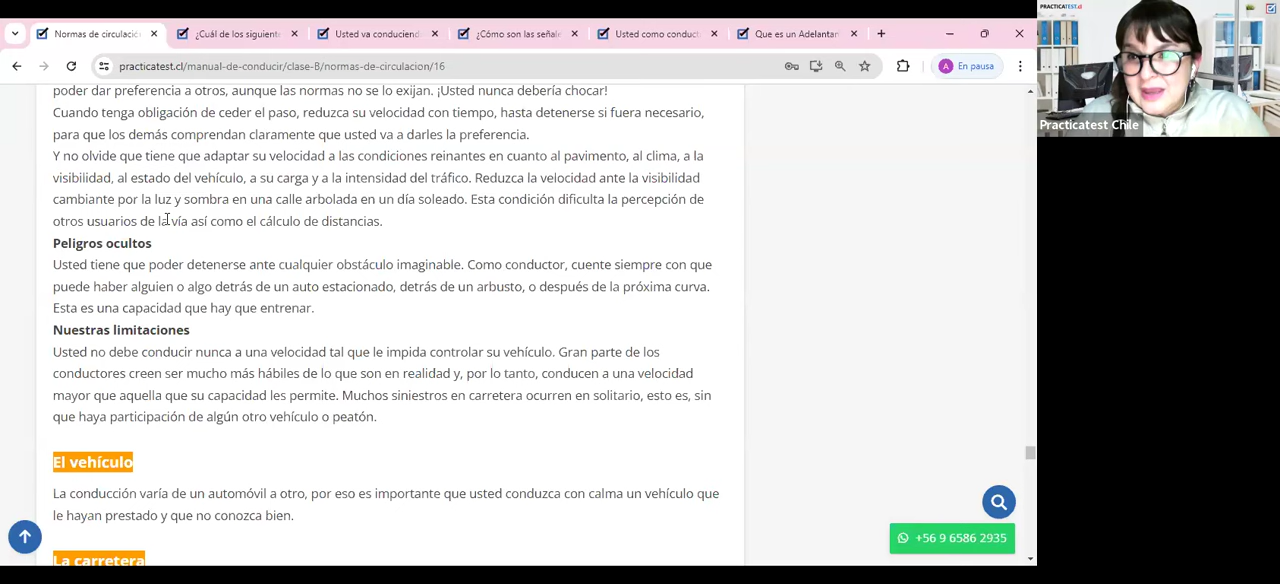 PRACTICATEST.cl
Normas de circulació
¿Cuál de los siguiente
Usted va conduciend
¿Cómo son las señale
Usted como conduct
Que es un Adelantar
practicatest.cl/manual-de-conducir/clase-B/normas-de-circulacion/16
A En pausa
Practicatest Chile
poder dar preferencia a otros, aunque las normas no se lo exijan. ¡Usted nunca debería chocar!
Cuando tenga obligación de ceder el paso, reduzca su velocidad con tiempo, hasta detenerse si fuera necesario,
para que los demás comprendan claramente que usted va a darles la preferencia.
Y no olvide que tiene que adaptar su velocidad a las condiciones reinantes en cuanto al pavimento, al clima, a la
visibilidad, al estado del vehículo, a su carga y a la intensidad del tráfico. Reduzca la velocidad ante la visibilidad
cambiante por la luz y sombra en una calle arbolada en un día soleado. Esta condición dificulta la percepción de
otros usuarios de la vía así como el cálculo de distancias.
Peligros ocultos
Usted tiene que poder detenerse ante cualquier obstáculo imaginable. Como conductor, cuente siempre con que
puede haber alguien o algo detrás de un auto estacionado, detrás de un arbusto, o después de la próxima curva.
Esta es una capacidad que hay que entrenar.
Nuestras limitaciones
Usted no debe conducir nunca a una velocidad tal que le impida controlar su vehículo. Gran parte de los
conductores creen ser mucho más hábiles de lo que son en realidad y, por lo tanto, conducen a una velocidad
mayor que aquella que su capacidad les permite. Muchos siniestros en carretera ocurren en solitario, esto es, sin
que haya participación de algún otro vehículo o peatón.
El vehículo
La conducción varía de un automóvil a otro, por eso es importante que usted conduzca con calma un vehículo que
le hayan prestado y que no conozca bien.
+56 9 6586 2935
La carretera